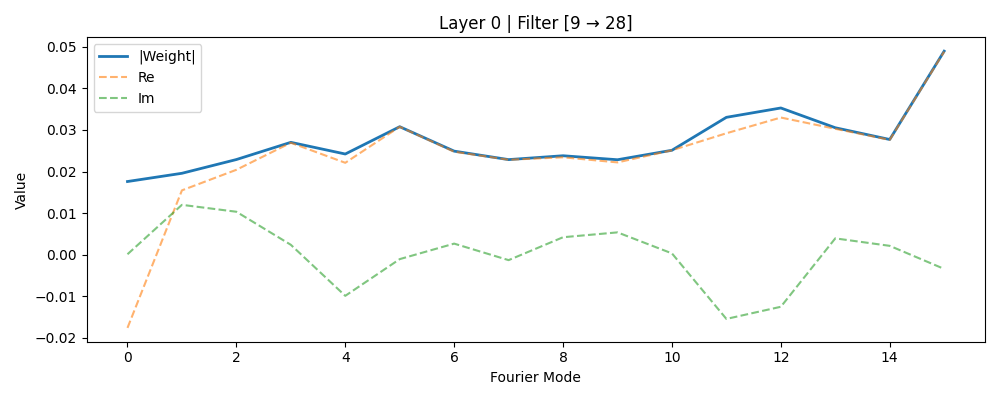 Layer 0 | Filter [9 → 28]
|Weight|
Re
Im
Value
0.05
0.04
0.03
0.02
0.01
0.00
−0.01
−0.02
0 2 4 6 8 10 12 14
Fourier Mode